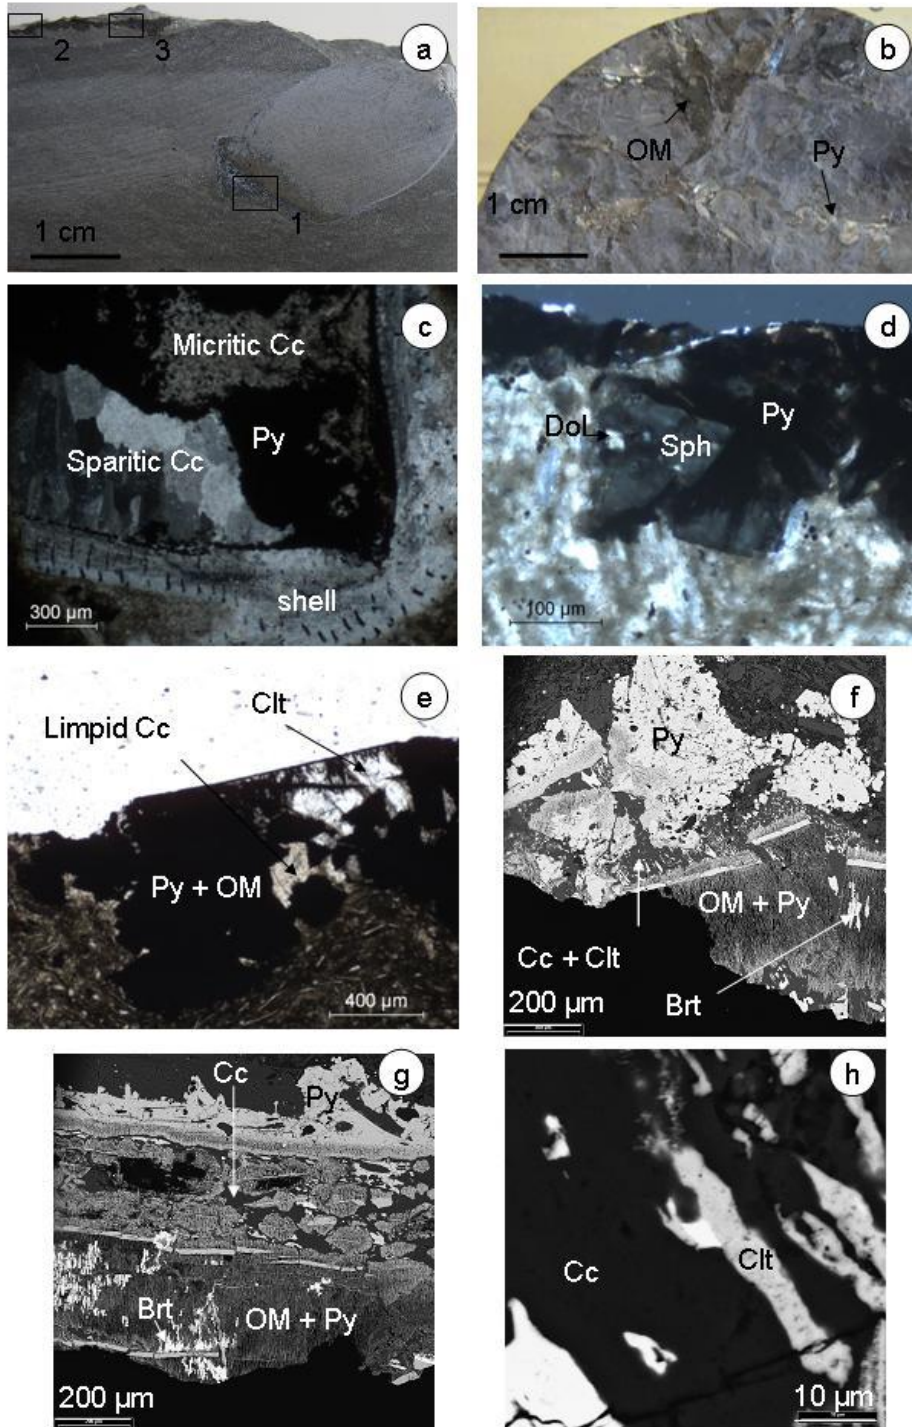 a
2
3
1
1 cm
b
OM
Py
1 cm
c
Micritic Cc
Py
Sparitic Cc
shell
300 µm
d
Dol
Sph
Py
100 µm
e
Clt
Limpid Cc
Py + OM
400 µm
f
Py
OM + Py
Cc + Clt
Brt
200 µm
g
Cc
Py
Brt
OM + Py
200 µm
h
Clt
Cc
10 µm